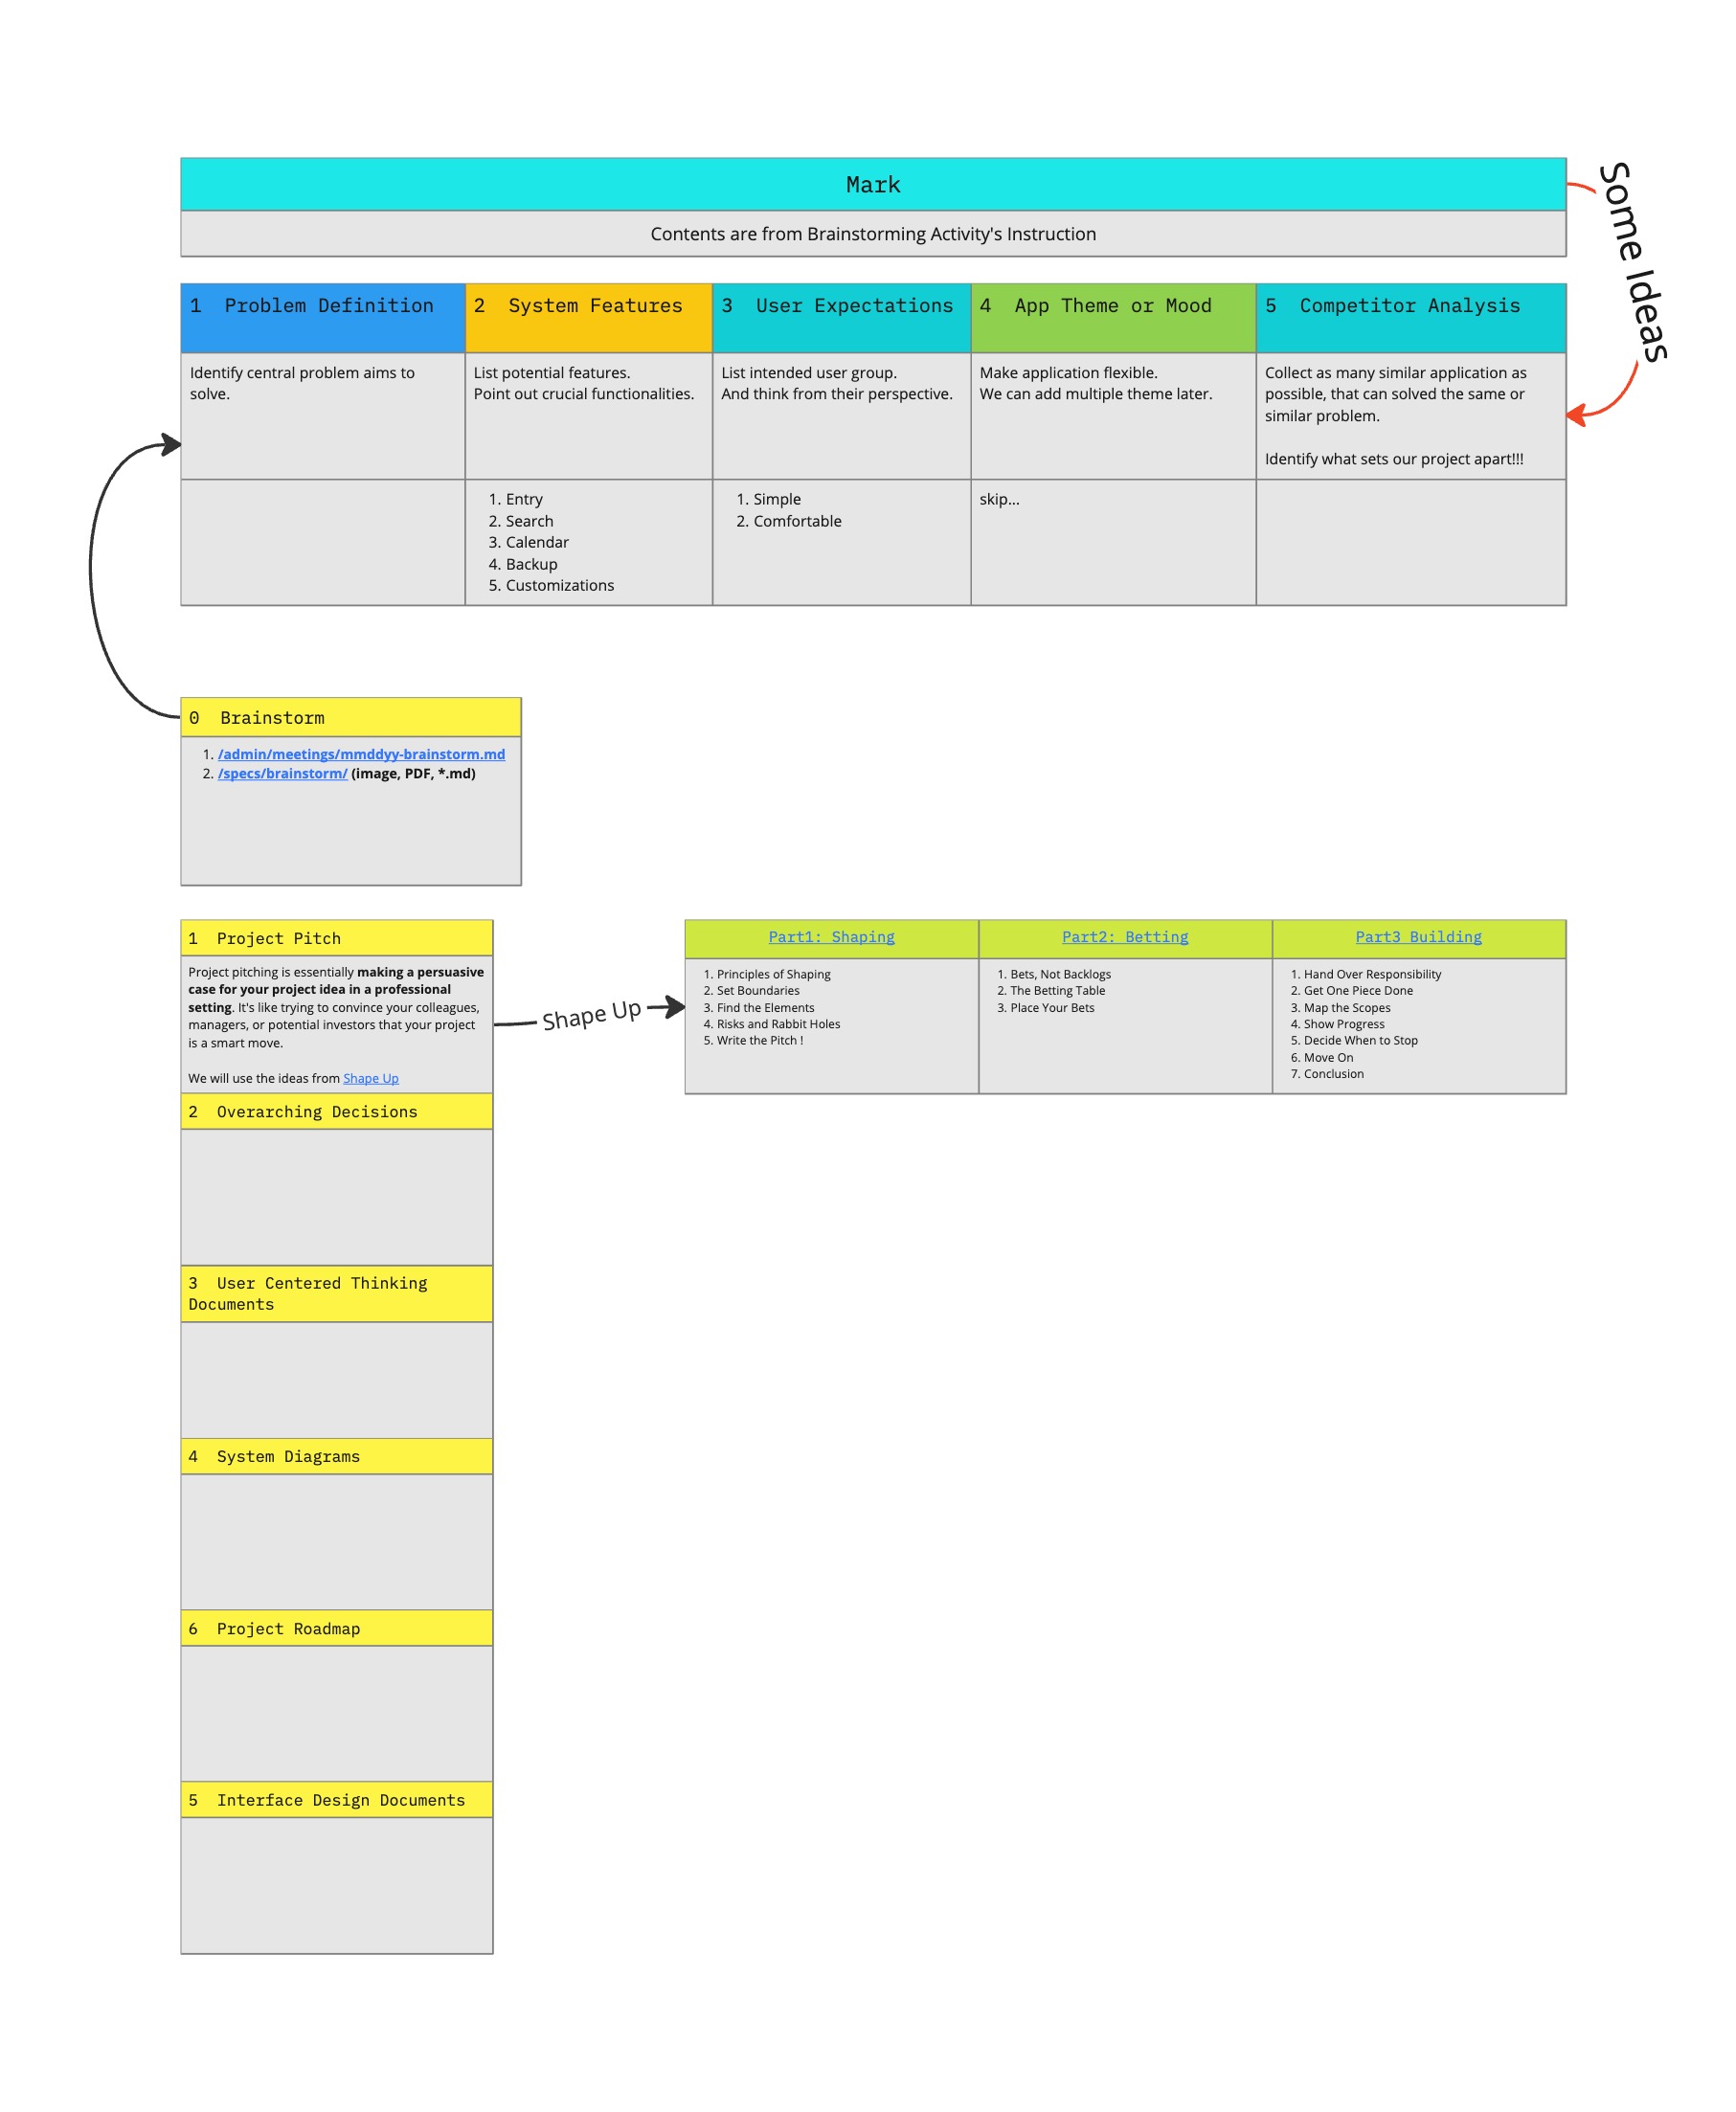 Mark
Contents are from Brainstorming Activity's Instruction
Some Ideas
1 Problem Definition
Identify central problem aims to
solve.
2 System Features
List potential features.
Point out crucial functionalities.
1. Entry
2. Search
3. Calendar
4. Backup
5. Customizations
3 User Expectations
List intended user group.
And think from their perspective.
1. Simple
2. Comfortable
4 App Theme or Mood
Make application flexible.
We can add multiple theme later.
skip...
5 Competitor Analysis
Collect as many similar application as
possible, that can solved the same or
similar problem.
Identify what sets our project apart!!!
0 Brainstorm
1. /admin/meetings/mmddyy-brainstorm.md
2. /specs/brainstorm/ (image, PDF, *.md)
1 Project Pitch
Project pitching is essentially making a persuasive
case for your project idea in a professional
setting. It's like trying to convince your colleagues,
managers, or potential investors that your project
is a smart move.
We will use the ideas from Shape Up
Shape Up
Part1: Shaping
1. Principles of Shaping
2. Set Boundaries
3. Find the Elements
4. Risks and Rabbit Holes
5. Write the Pitch !
Part2: Betting
1. Bets, Not Backlogs
2. The Betting Table
3. Place Your Bets
Part3 Building
1. Hand Over Responsibility
2. Get One Piece Done
3. Map the Scopes
4. Show Progress
5. Decide When to Stop
6. Move On
7. Conclusion
2 Overarching Decisions
3 User Centered Thinking
Documents
4 System Diagrams
6 Project Roadmap
5 Interface Design Documents